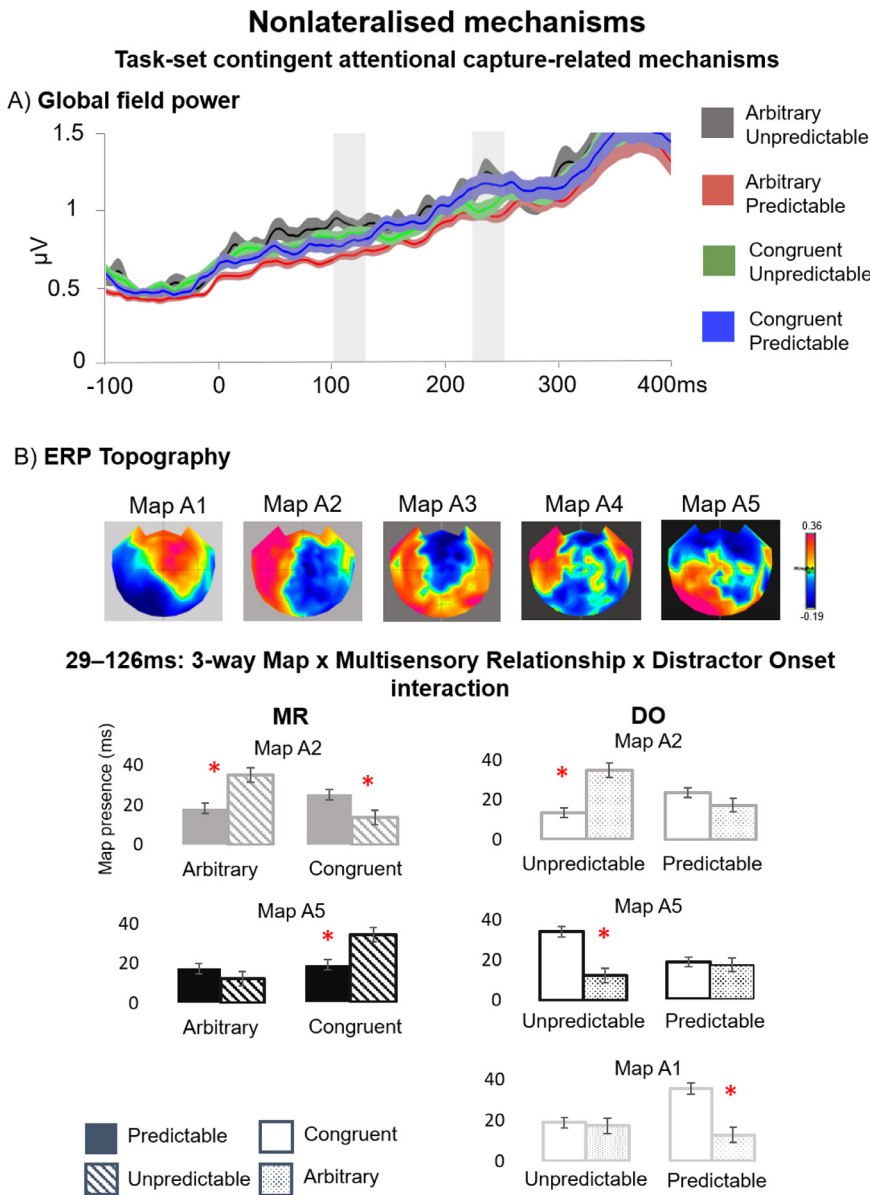 Nonlateralised mechanisms
Task-set contingent attentional capture-related mechanisms
A) Global field power
1.5
1
0.5
0
µV
-100
0
100
200
300
400ms
Arbitrary
Unpredictable
Arbitrary
Predictable
Congruent
Unpredictable
Congruent
Predictable
B) ERP Topography
Map A1
Map A2
Map A3
Map A4
Map A5
0.36
-0.19
29–126ms: 3-way Map x Multisensory Relationship x Distractor Onset
interaction
MR
DO
Map presence (ms)
Map A2
40
*
*
20
0
Arbitrary
Congruent
Map A2
40
*
20
0
Unpredictable
Predictable
Map A5
40
*
20
0
Arbitrary
Congruent
Map A5
40
*
20
0
Unpredictable
Predictable
Map A1
40
*
20
0
Unpredictable
Predictable
Predictable
Congruent
Unpredictable
Arbitrary